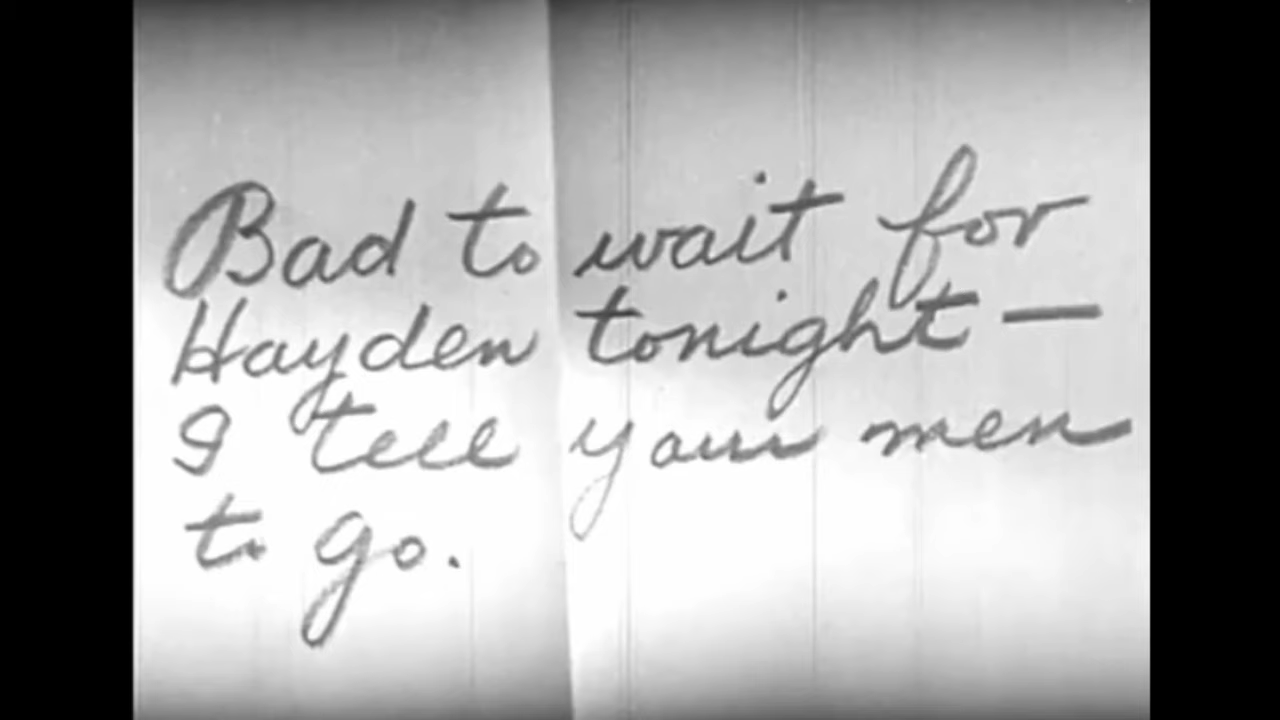 Bad to wait for
Hayden tonight —
I tell your men
to go.